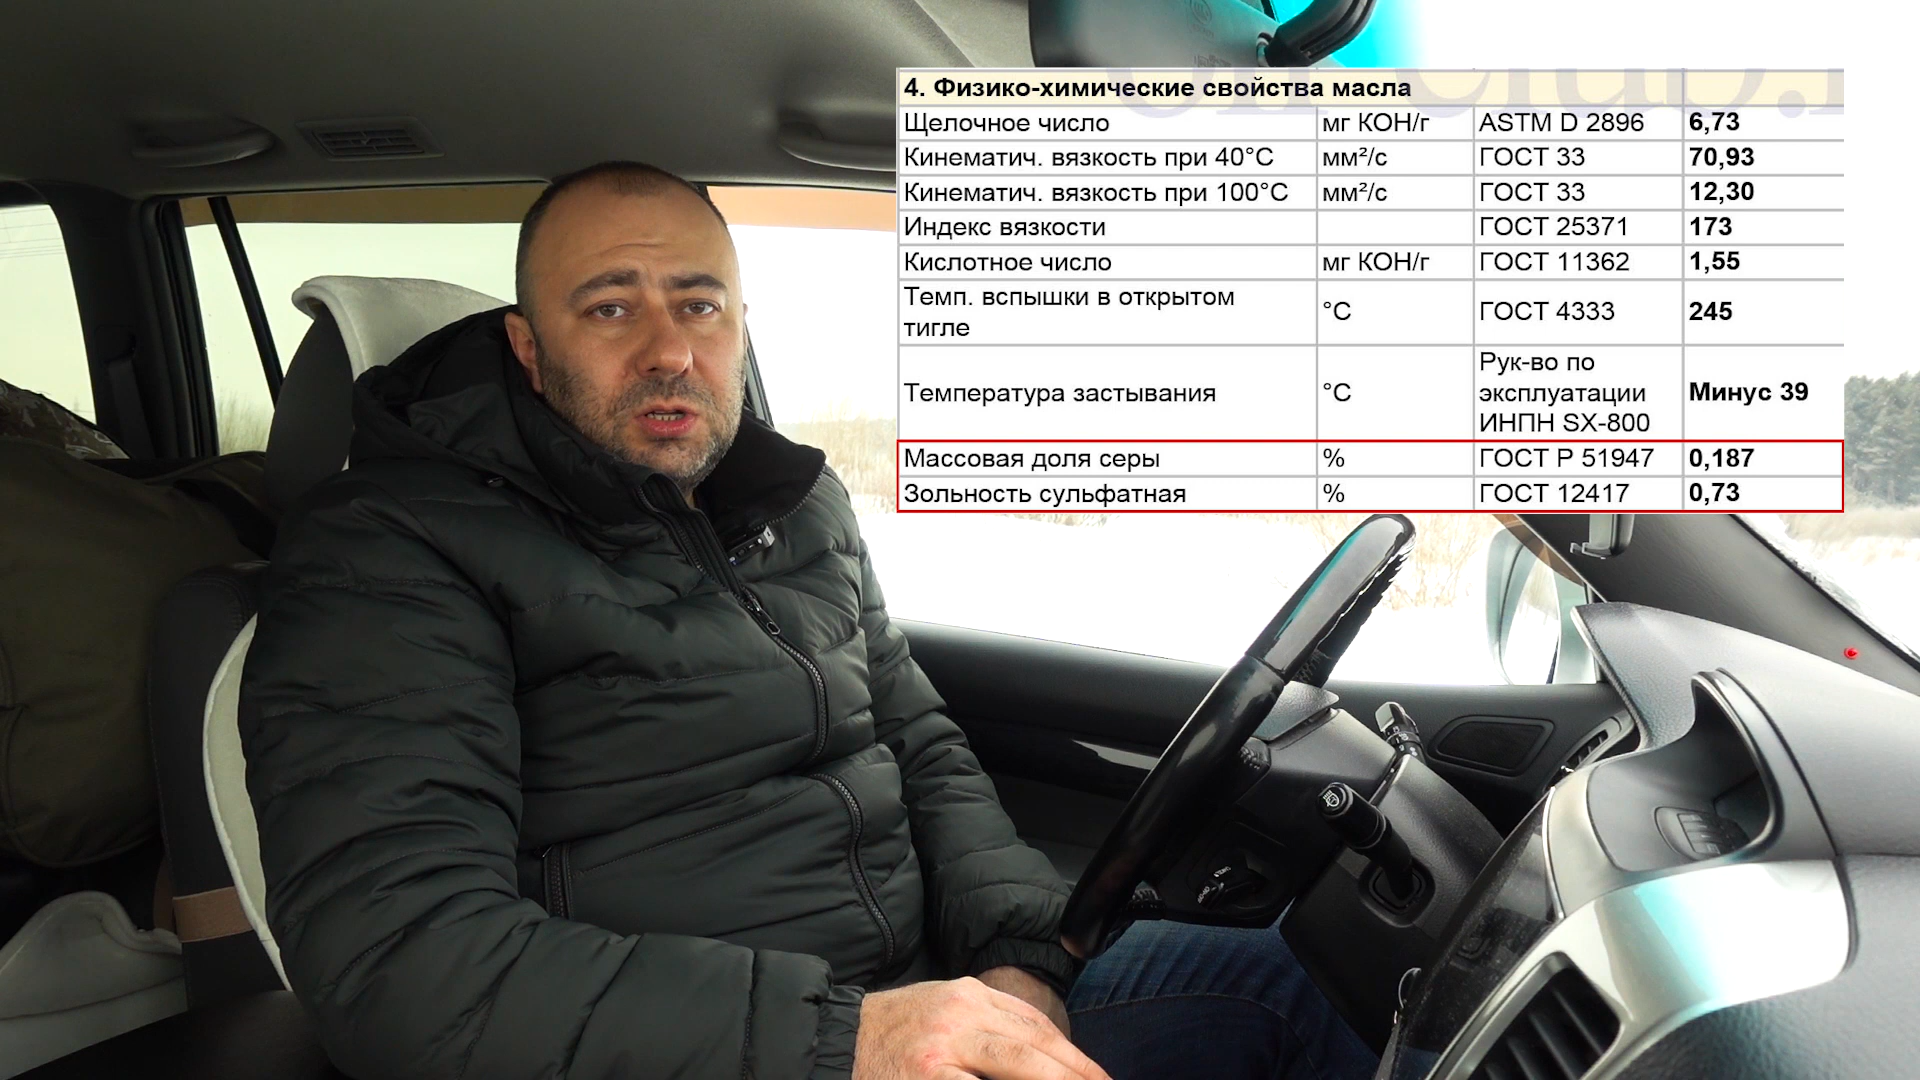 4. Физико-химические свойства масла
Щелочное число мг КОН/г ASTM D 2896 6,73
Кинематич. вязкость при 40°C мм²/с ГОСТ 33 70,93
Кинематич. вязкость при 100°C мм²/с ГОСТ 33 12,30
Индекс вязкости ГОСТ 25371 173
Кислотное число мг КОН/г ГОСТ 11362 1,55
Темп. вспышки в открытом
тигле °C ГОСТ 4333 245
Температура застывания °C Рук-во по
эксплуатации
ИНПН SX-800 Минус 39
Массовая доля серы % ГОСТ Р 51947 0,187
Зольность сульфатная % ГОСТ 12417 0,73